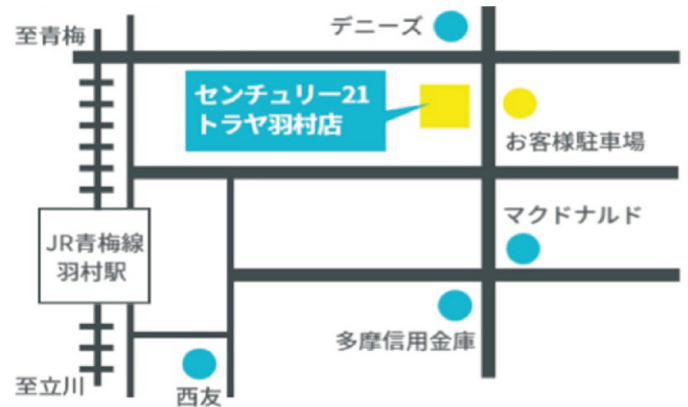 至青梅
デニーズ
センチュリー21
トラヤ羽村店
お客様駐車場
マクドナルド
JR青梅線
羽村駅
多摩信用金庫
至立川
西友